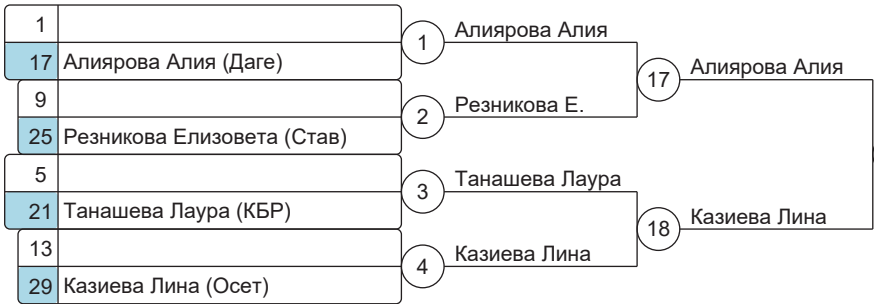 1
17 Алиярова Алия (Даге)
1 Алиярова Алия
9
25 Резникова Елизовета (Став)
2 Резникова Е.
17 Алиярова Алия
5
21 Танашева Лаура (КБР)
3 Танашева Лаура
13
29 Казиева Лина (Осет)
4 Казиева Лина
18 Казиева Лина